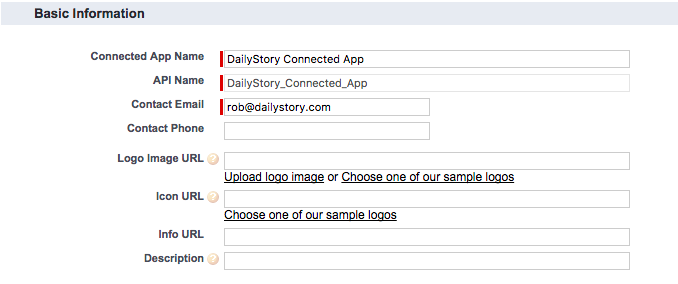 Basic Information
Connected App Name DailyStory Connected App
API Name DailyStory_Connected_App
Contact Email rob@dailystory.com
Contact Phone
Logo Image URL ?
Upload logo image or Choose one of our sample logos
Icon URL ?
Choose one of our sample logos
Info URL
Description ?